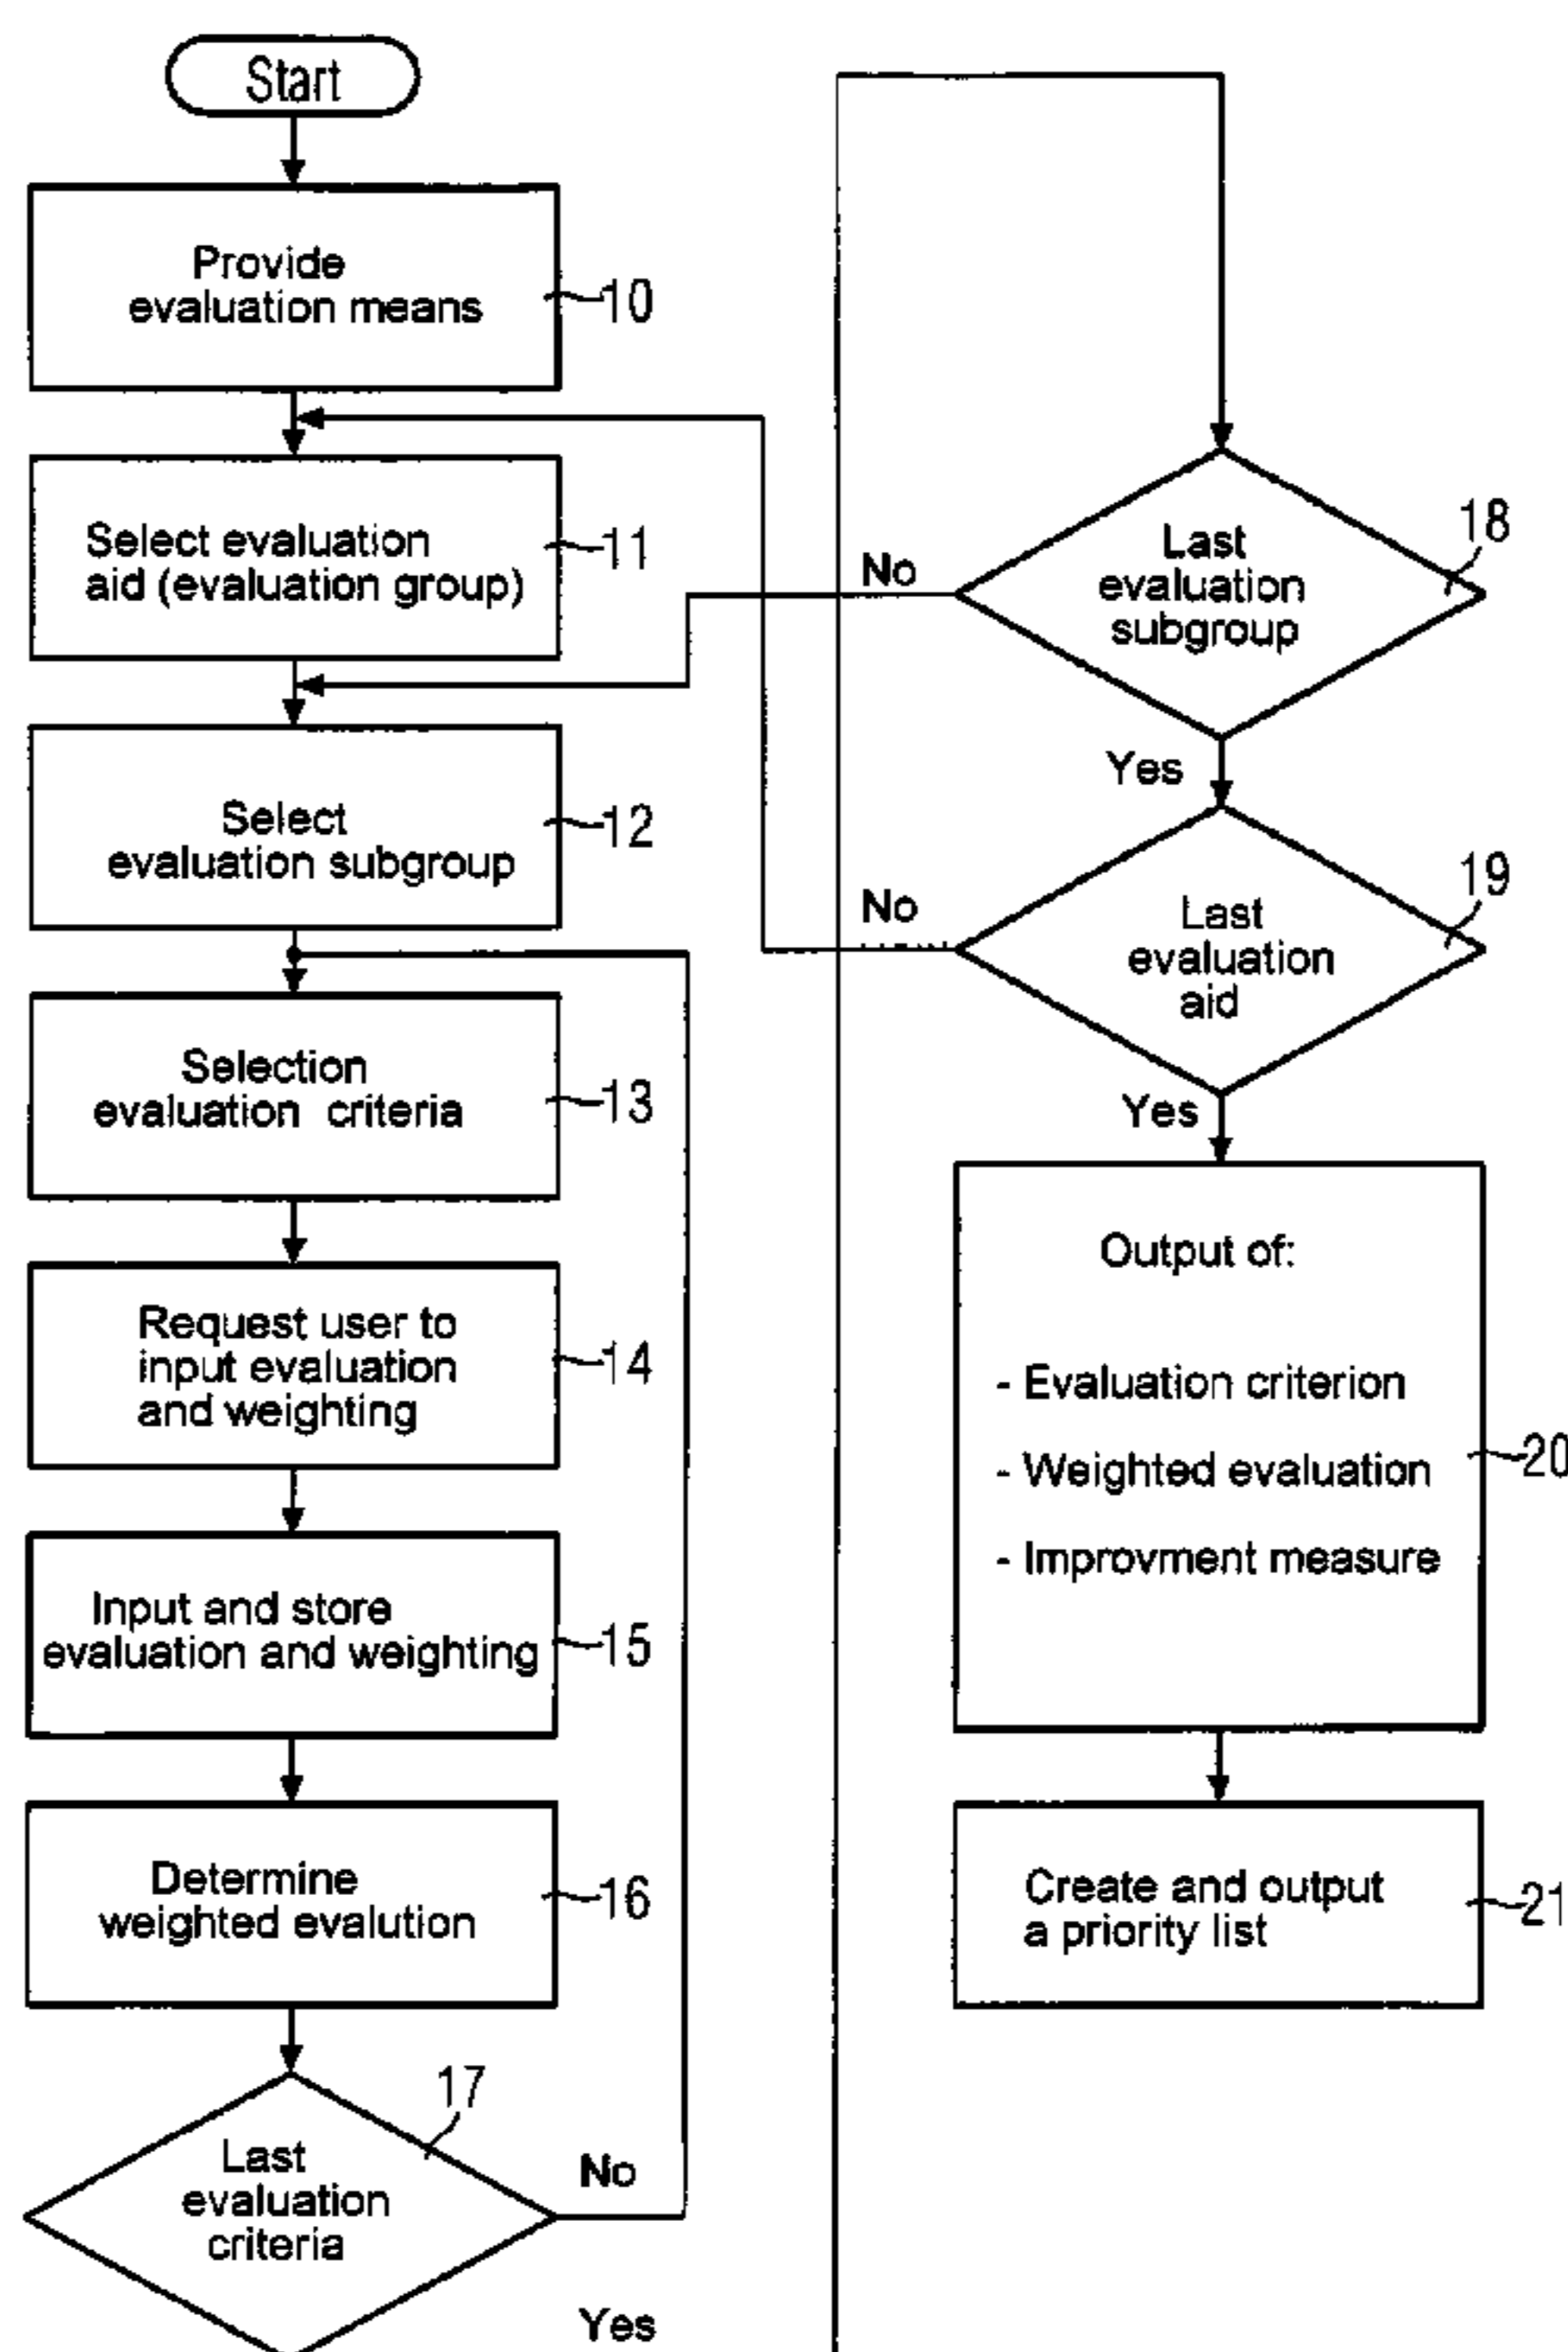 Start
Provide
evaluation means
10
Select evaluation
aid (evaluation group)
11
Select
evaluation subgroup
12
Selection
evaluation criteria
13
Request user to
input evaluation
and weighting
14
Input and store
evaluation and weighting
15
Determine
weighted evalution
16
17
Last
evaluation
criteria
No
Yes
18
Last
evaluation
subgroup
No
Yes
19
Last
evaluation
aid
No
Yes
Output of:
- Evaluation criterion
- Weighted evaluation
- Improvment measure
20
Create and output
a priority list
21